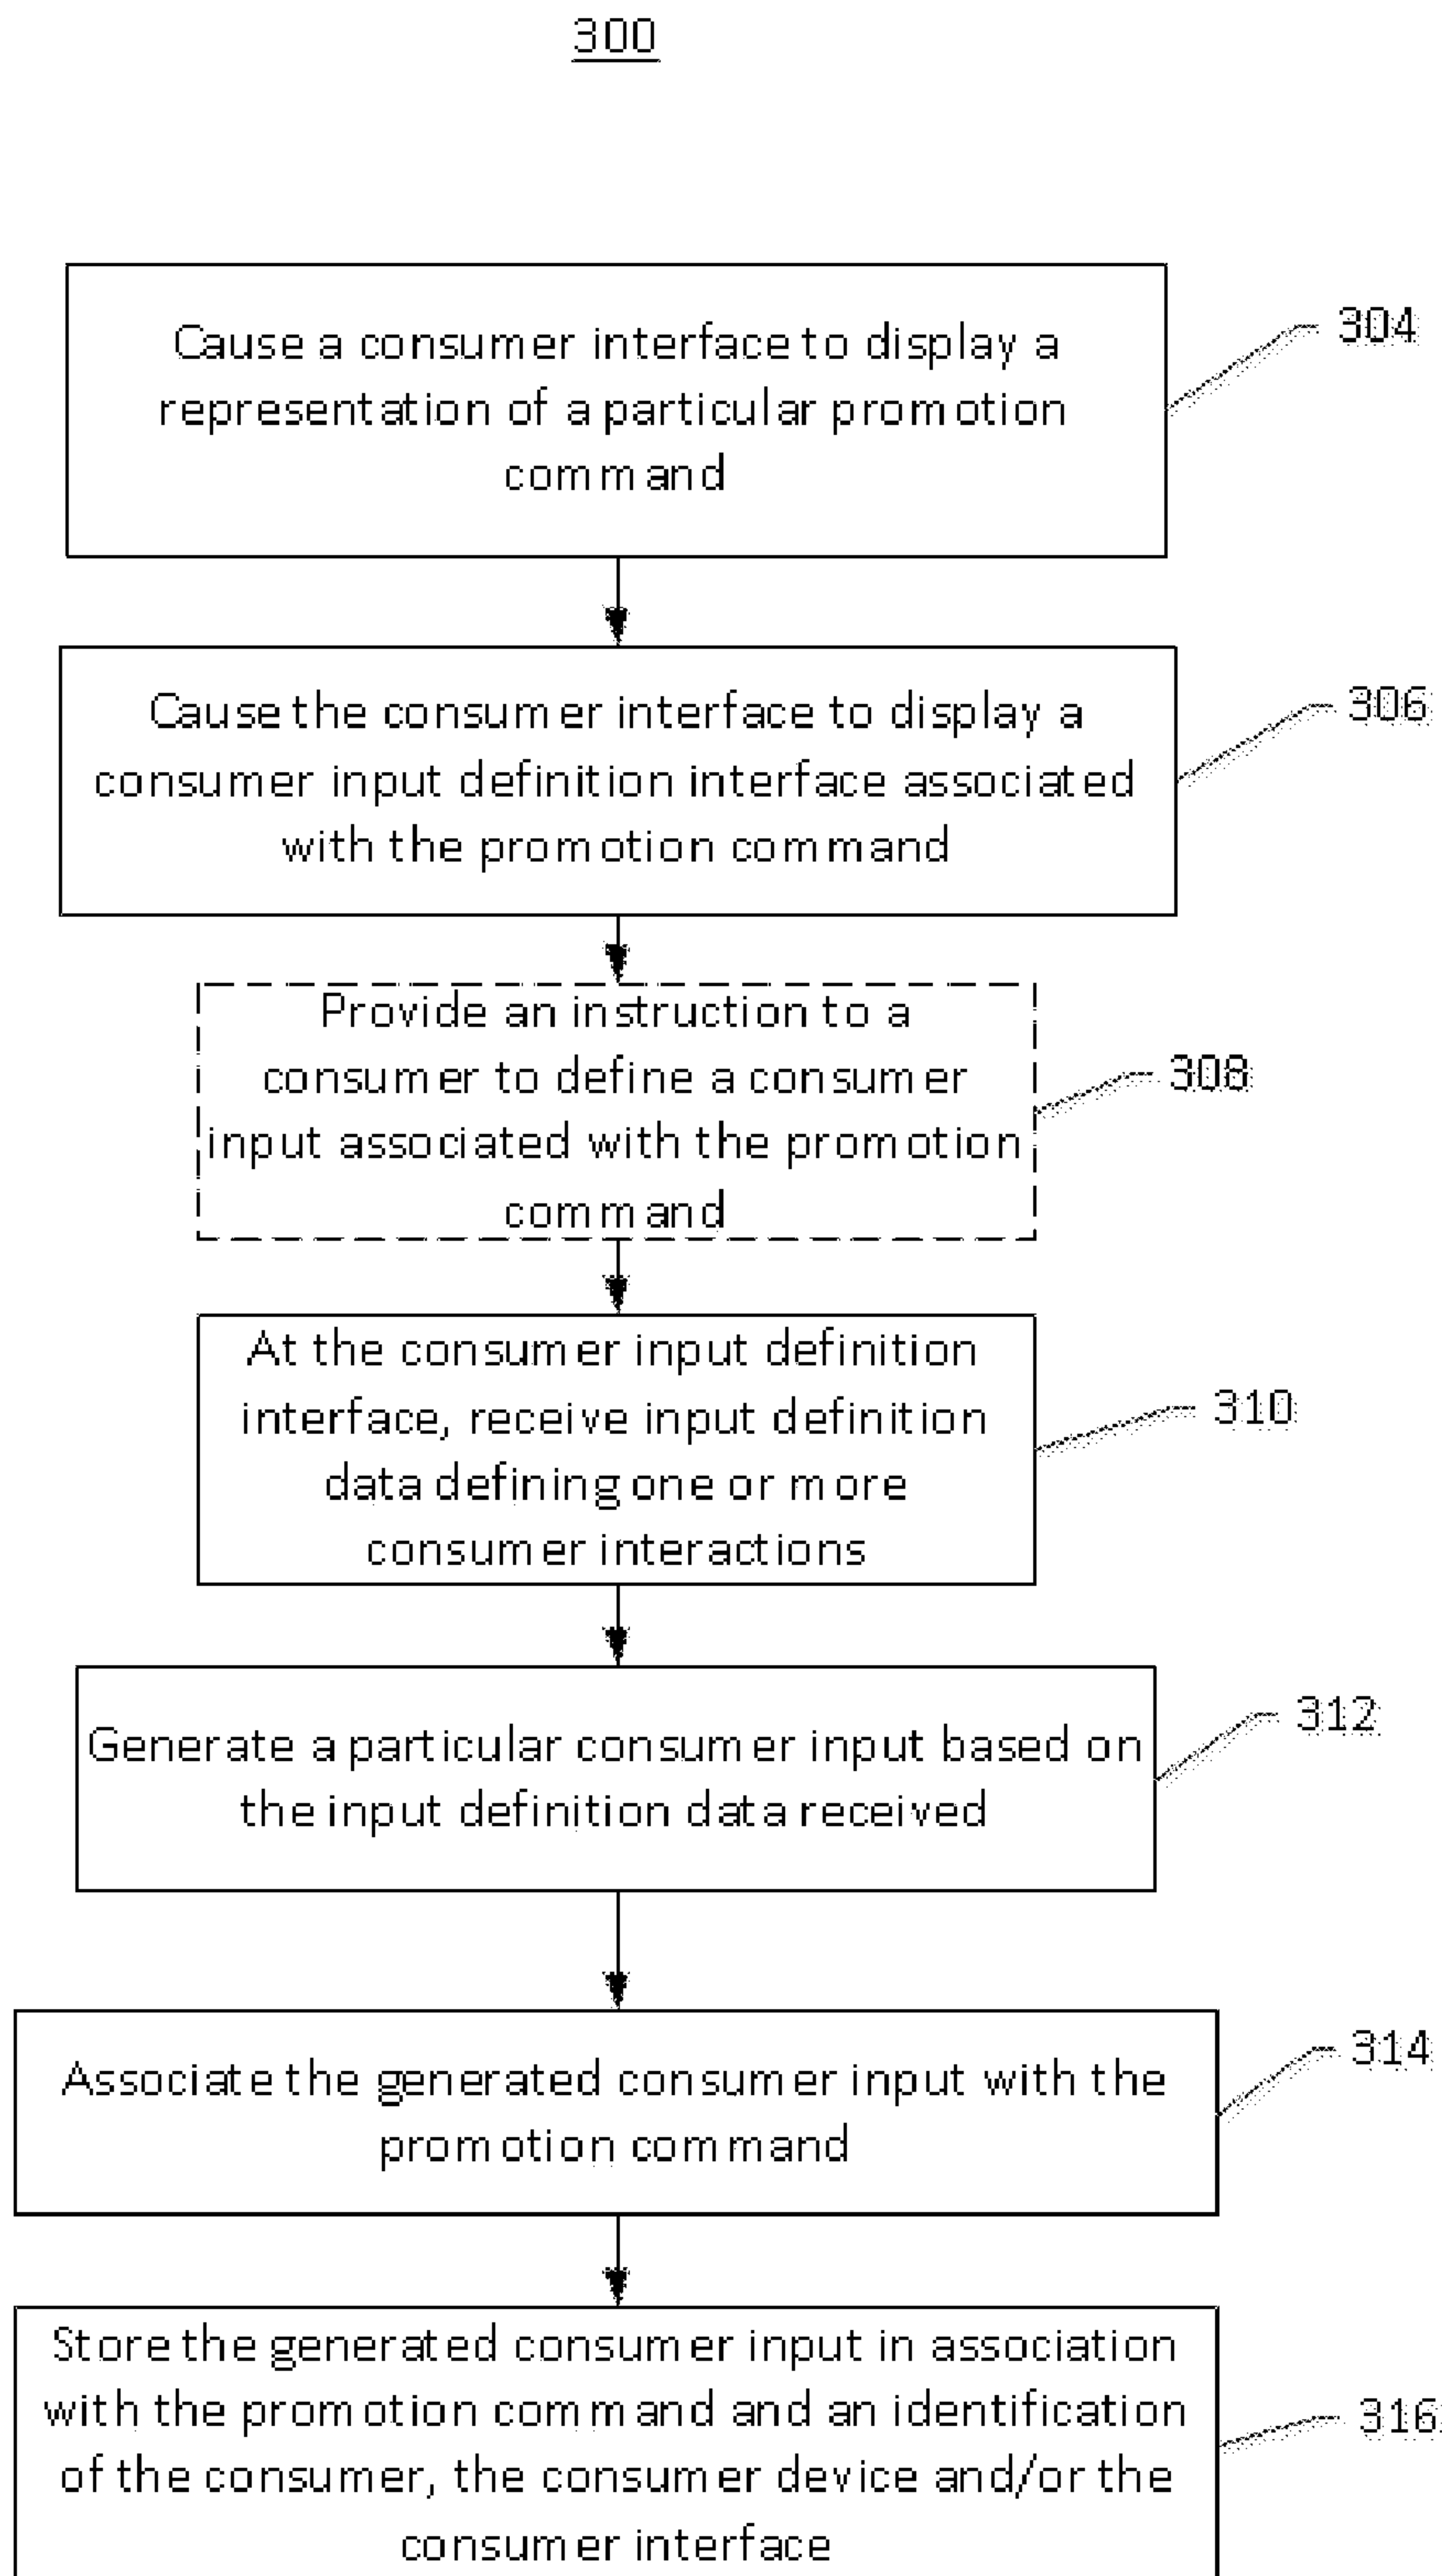 300
Cause a consumer interface to display a
representation of a particular promotion
command
304
Cause the consumer interface to display a
consumer input definition interface associated
with the promotion command
306
Provide an instruction to a
consumer to define a consumer
input associated with the promotion
command
308
At the consumer input definition
interface, receive input definition
data defining one or more
consumer interactions
310
Generate a particular consumer input based on
the input definition data received
312
Associate the generated consumer input with the
promotion command
314
Store the generated consumer input in association
with the promotion command and an identification
of the consumer, the consumer device and/or the
consumer interface
316